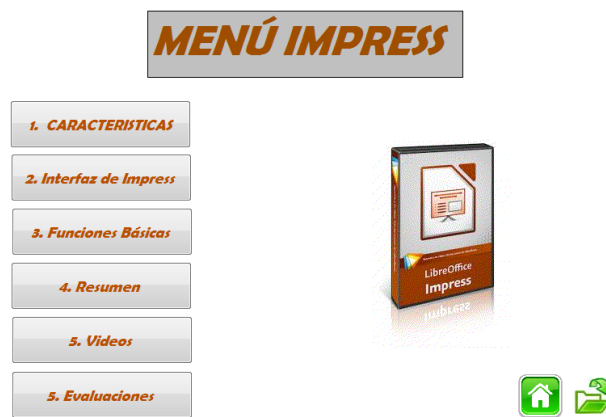 MENÚ IMPRESS
1. CARACTERISTICAS
2. Interfaz de Impress
3. Funciones Básicas
4. Resumen
5. Videos
5. Evaluaciones
LibreOffice
Impress